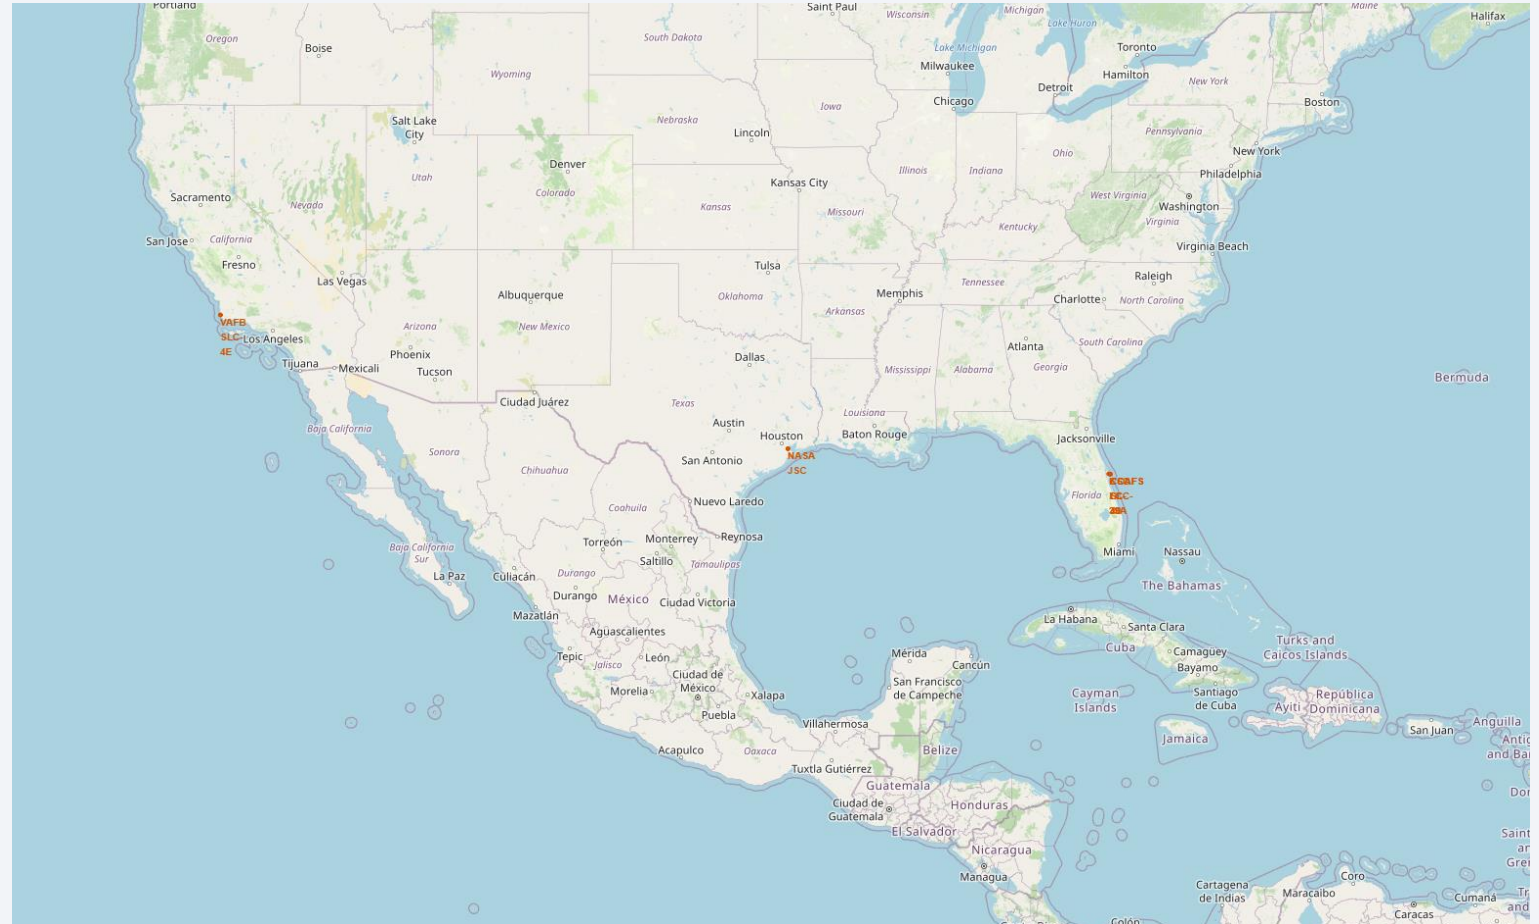 Portland
Saint Paul
Wisconsin
Michigan
Lake Huron
Maine
Halifax
Oregon
Boise
South Dakota
Lake Michigan
Toronto
Milwaukee
Hamilton
Wyoming
New York
Detroit
Chicago
Boston
Iowa
Nebraska
Salt Lake
City
Lincoln
Pennsylvania
New York
Ohio
Denver
Illinois
Indiana
Philadelphia
Utah
Kansas City
Colorado
West Virginia
Sacramento
Nevada
Kansas
Missouri
Washington
Virginia
Kentucky
San Jose
California
Virginia Beach
Fresno
Tulsa
Raleigh
Las Vegas
Tennessee
Albuquerque
Oklahoma
Memphis
Charlotte
North Carolina
Arkansas
VAFB
SLC-
4E
Los Angeles
Arizona
New Mexico
South Carolina
Atlanta
Phoenix
Dallas
Tijuana
Mexicali
Tucson
Mississippi
Alabama
Georgia
Bermuda
Ciudad Juárez
Texas
Louisiana
Baja California
Austin
Houston
Baton Rouge
Jacksonville
Sonora
San Antonio
NASA
JSC
Chihuahua
Florida
Coahuila
Nuevo Laredo
Torreón
Monterrey
Reynosa
Baja California
Sur
Saltillo
Tamaulipas
Miami
Nassau
La Paz
Culiacán
Durango
The Bahamas
Durango
México
Ciudad Victoria
Mazatlán
La Habana
Santa Clara
Aguascalientes
Turks and
Caicos Islands
Cuba
Camaguey
Tepic
Jalisco
León
Mérida
Cancún
Bayamo
Ciudad de
México
San Francisco
de Campeche
Morelia
Xalapa
Cayman
Islands
Santiago
de Cuba
Ayiti
República
Dominicana
Puebla
Villahermosa
Anguilla
San Juan
Acapulco
Oaxaca
Belize
Jamaica
and Ba
Tuxtla Gutiérrez
Guatemala
Ciudad de
Guatemala
Honduras
El Salvador
Nicaragua
Saint
Managua
Cartagena
de Indias
Maracaibo
Coro
Cumaná
Caracas
Colón